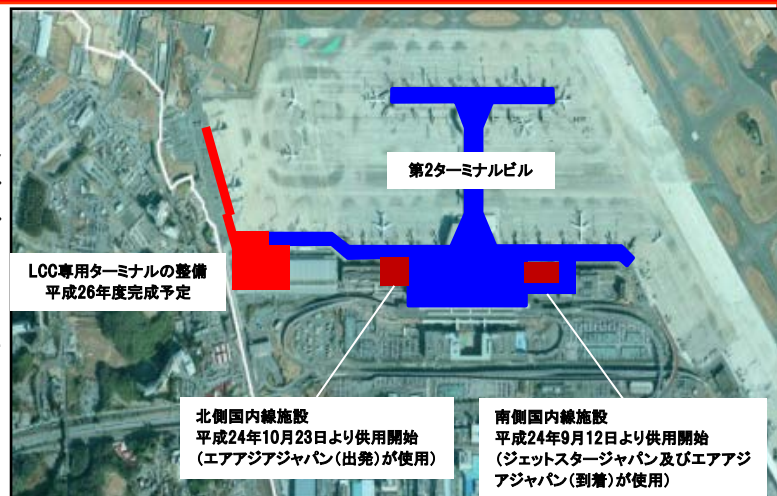 第2ターミナルビル
LCC専用ターミナルの整備
平成26年度完成予定
北側国内線施設
平成24年10月23日より供用開始
(エアアジアジャパン(出発)が使用)
南側国内線施設
平成24年9月12日より供用開始
(ジェットスタージャパン及びエアアジ
アジャパン(到着)が使用)